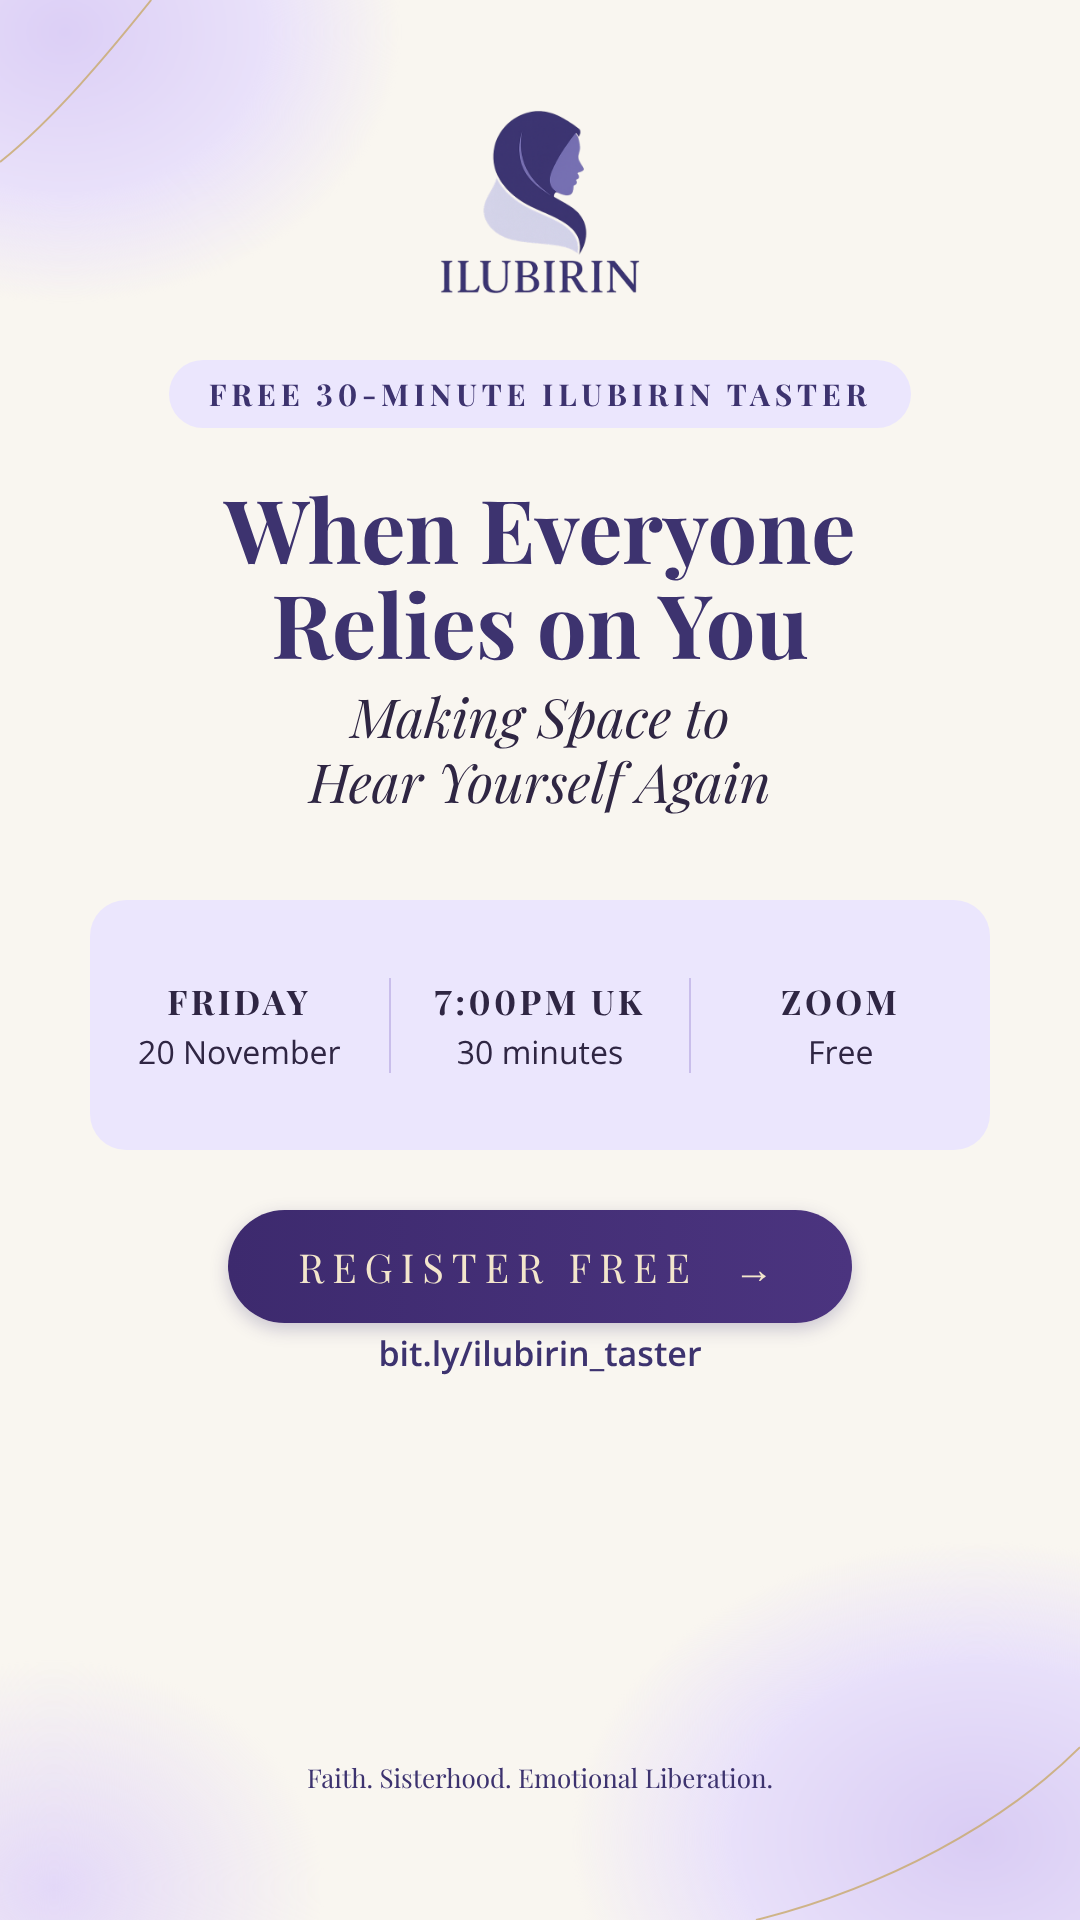 ILUBIRIN
FREE 30-MINUTE ILUBIRIN TASTER
When Everyone
Relies on You
Making Space to
Hear Yourself Again
FRIDAY
20 November
7:00PM UK
30 minutes
ZOOM
Free
REGISTER FREE →
bit.ly/ilubirin_taster
Faith. Sisterhood. Emotional Liberation.